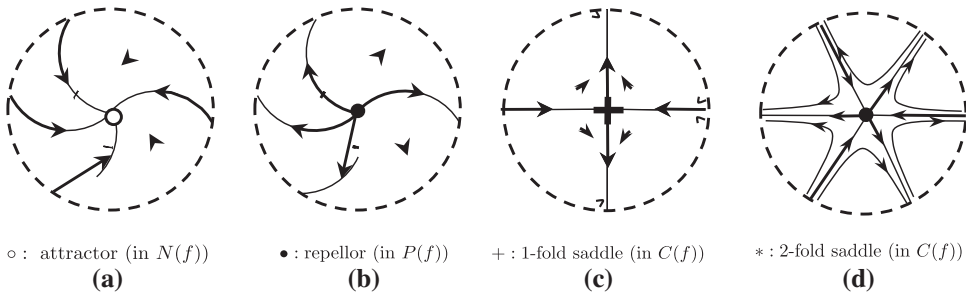 ∘ : attractor (in N(f))
• : repellor (in P(f))
+ : 1-fold saddle (in C(f))
* : 2-fold saddle (in C(f))
(a)
(b)
(c)
(d)